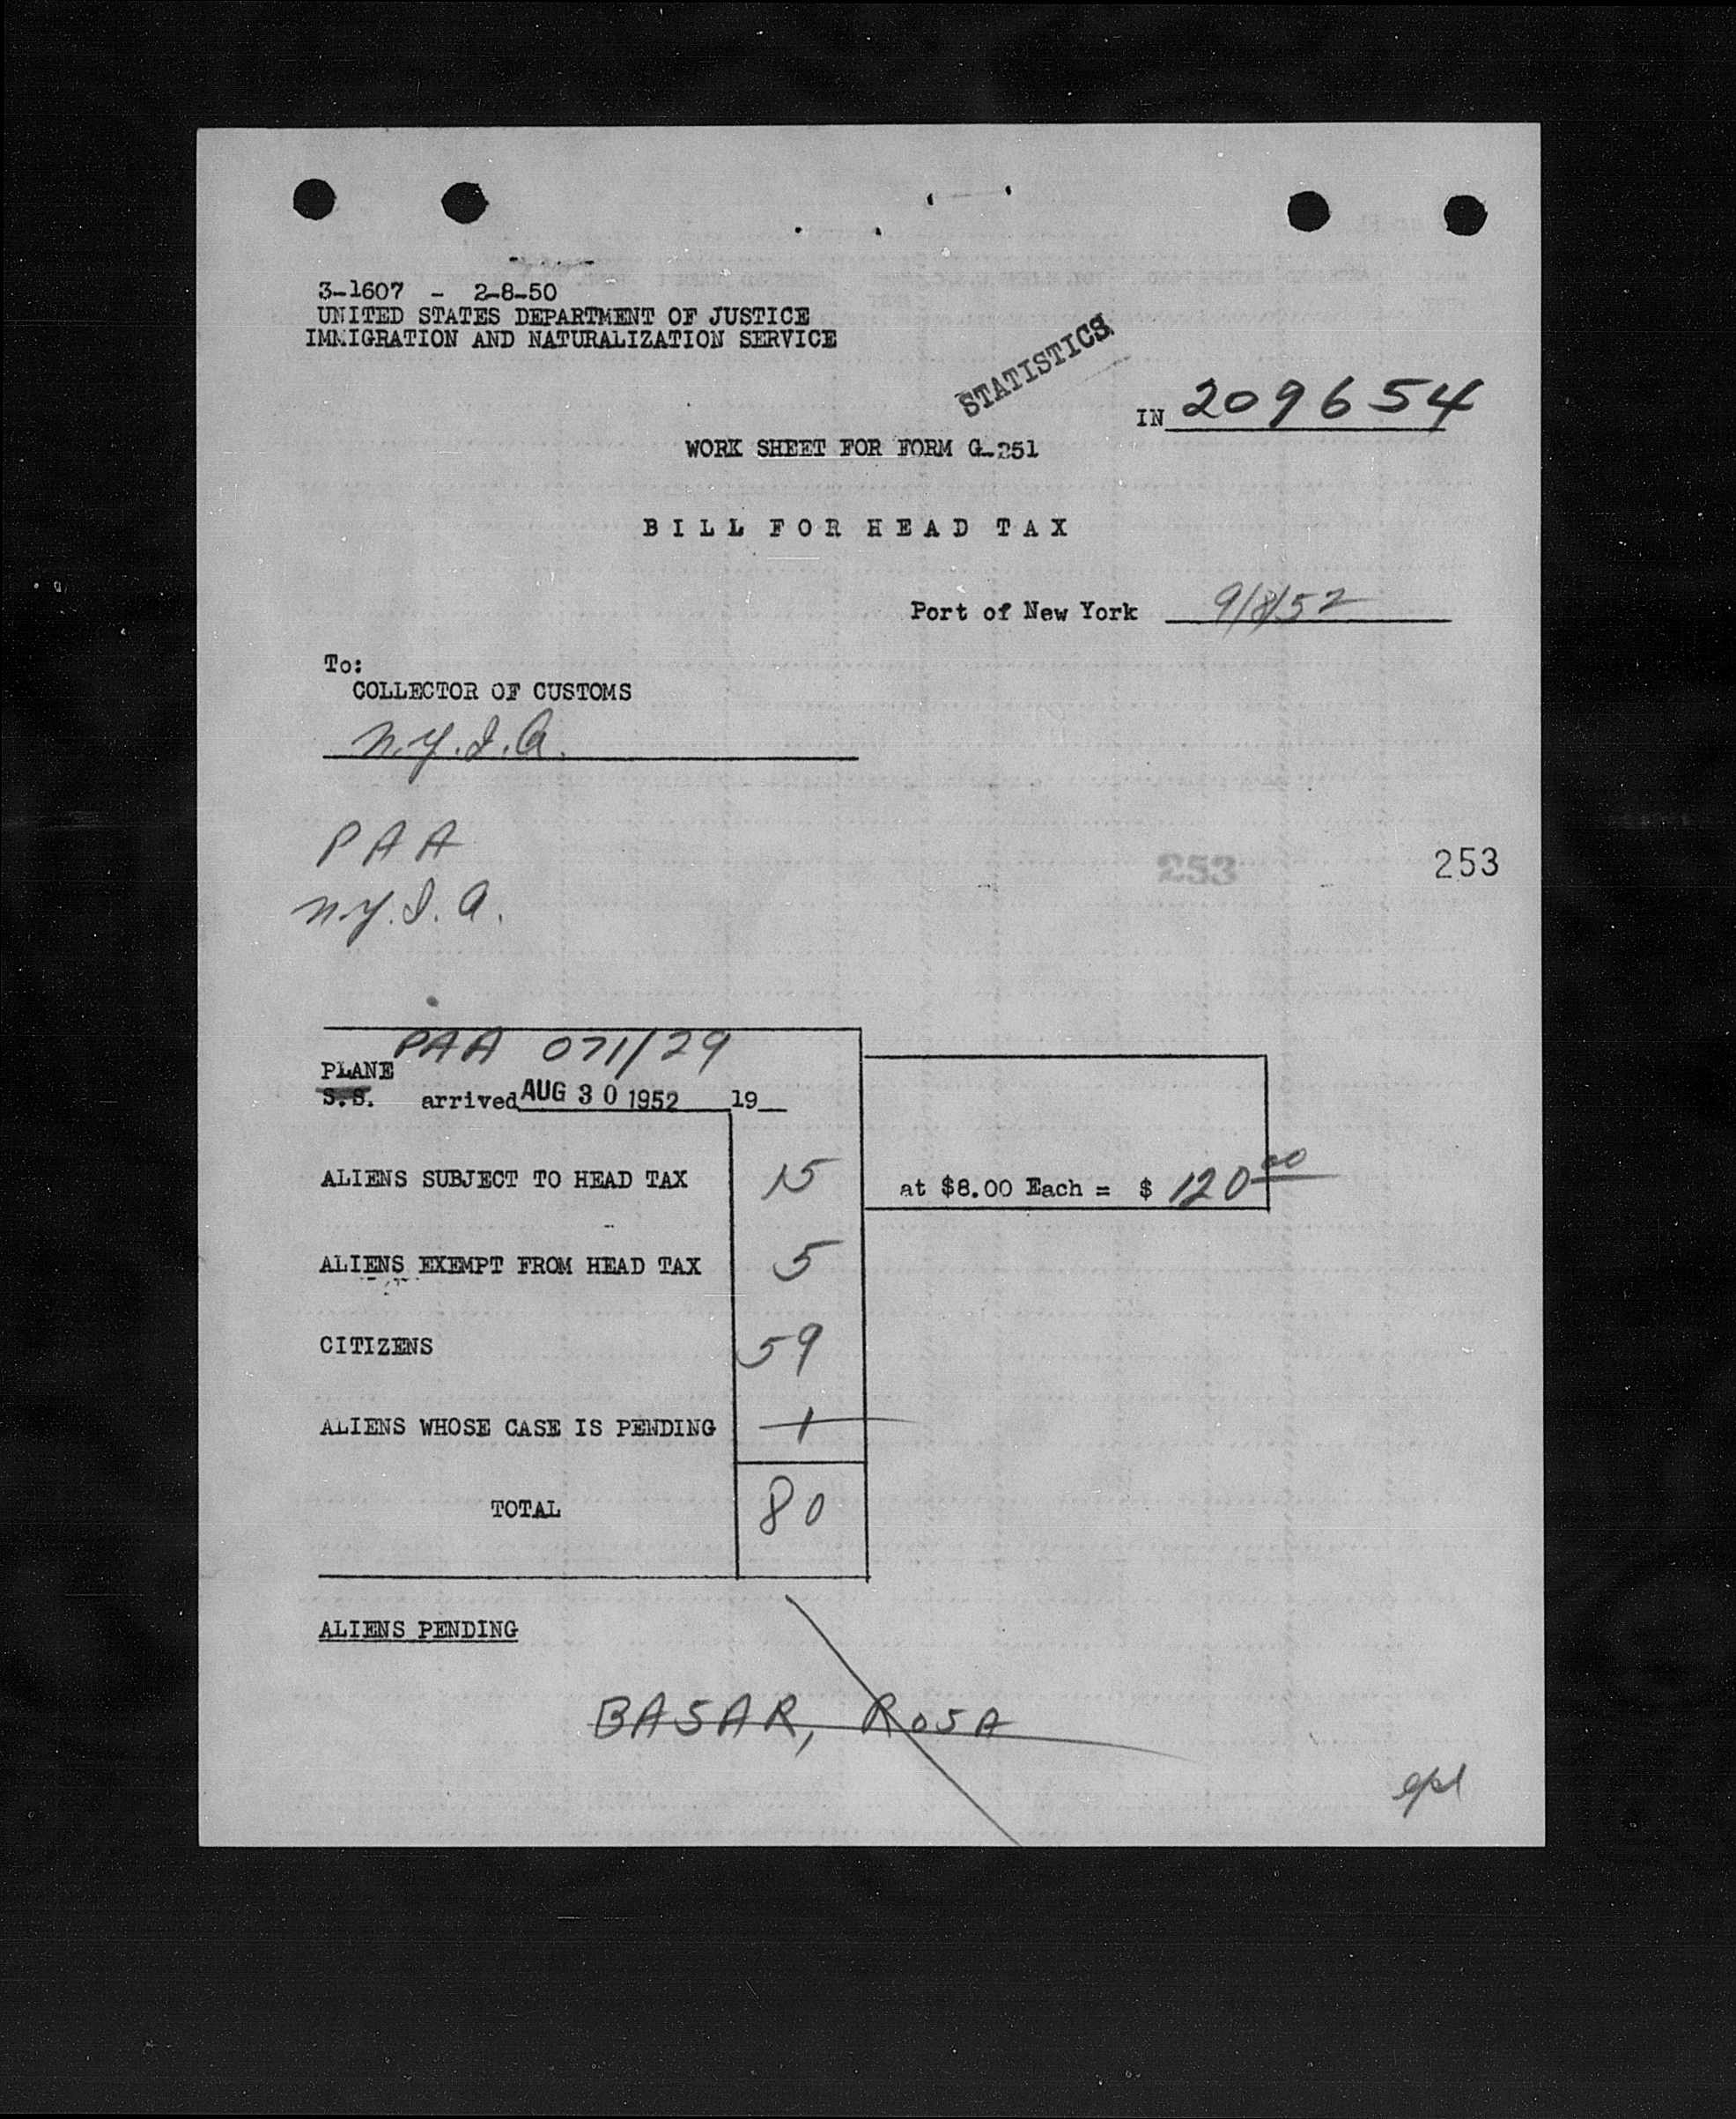 3-1607 - 2-8-50
UNITED STATES DEPARTMENT OF JUSTICE
IMMIGRATION AND NATURALIZATION SERVICE
STATISTICS
IN 209654
WORK SHEET FOR FORM G-251
BILL FOR HEAD TAX
Port of New York 9/8/52
To:
COLLECTOR OF CUSTOMS
N.Y.I.A.
PAA
253 253
N.Y.I.A.
PAA 071/29
PLANE
S.S. arrived AUG 30 1952 19
ALIENS SUBJECT TO HEAD TAX 15 at $8.00 Each = $ 120 00
ALIENS EXEMPT FROM HEAD TAX 5
CITIZENS 59
ALIENS WHOSE CASE IS PENDING 1
TOTAL 80
ALIENS PENDING
BASAR, ROSA